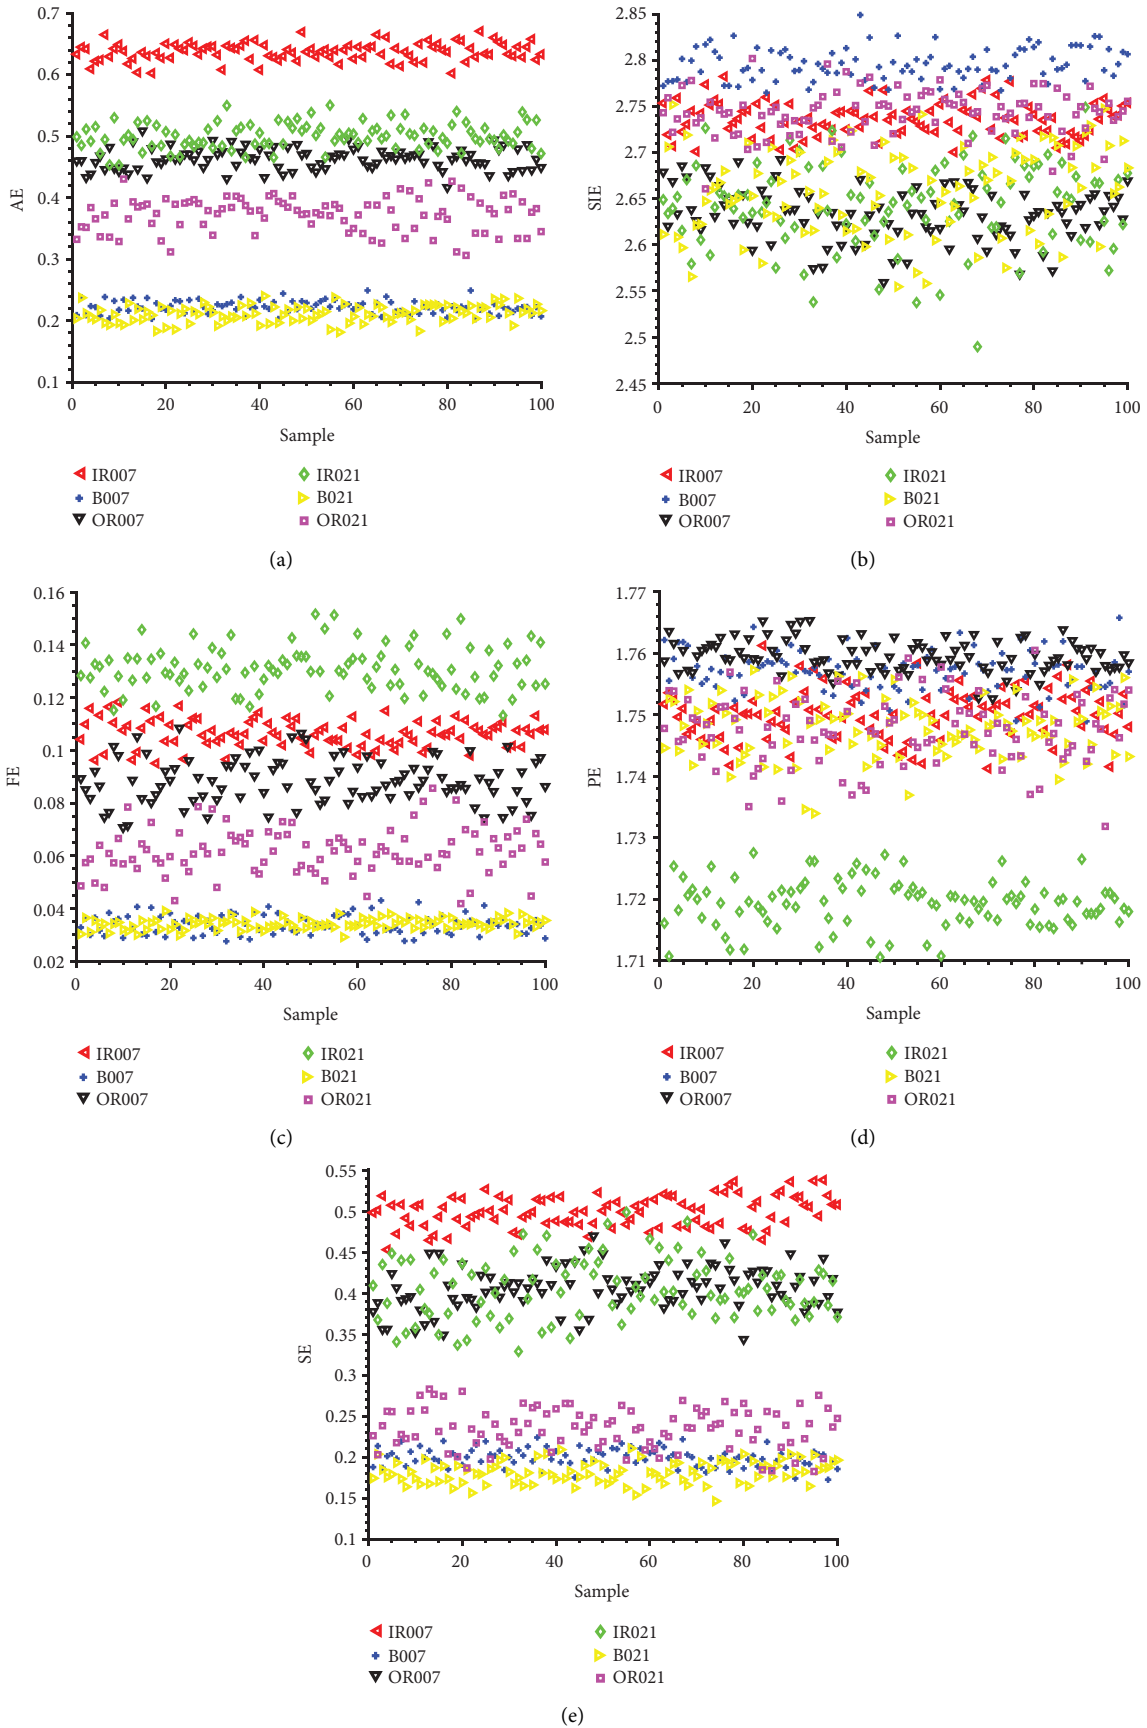 0.7
0.6
0.5
0.4
0.3
0.2
0.1
AE
0 20 40 60 80 100
Sample
IR007 IR021
B007 B021
OR007 OR021
(a)
2.85
2.8
2.75
2.7
2.65
2.6
2.55
2.5
2.45
SIE
0 20 40 60 80 100
Sample
IR007 IR021
B007 B021
OR007 OR021
(b)
0.16
0.14
0.12
0.1
0.08
0.06
0.04
0.02
FE
0 20 40 60 80 100
Sample
IR007 IR021
B007 B021
OR007 OR021
(c)
1.77
1.76
1.75
1.74
1.73
1.72
1.71
PE
0 20 40 60 80 100
Sample
IR007 IR021
B007 B021
OR007 OR021
(d)
0.55
0.5
0.45
0.4
0.35
0.3
0.25
0.2
0.15
0.1
SE
0 20 40 60 80 100
Sample
IR007 IR021
B007 B021
OR007 OR021
(e)